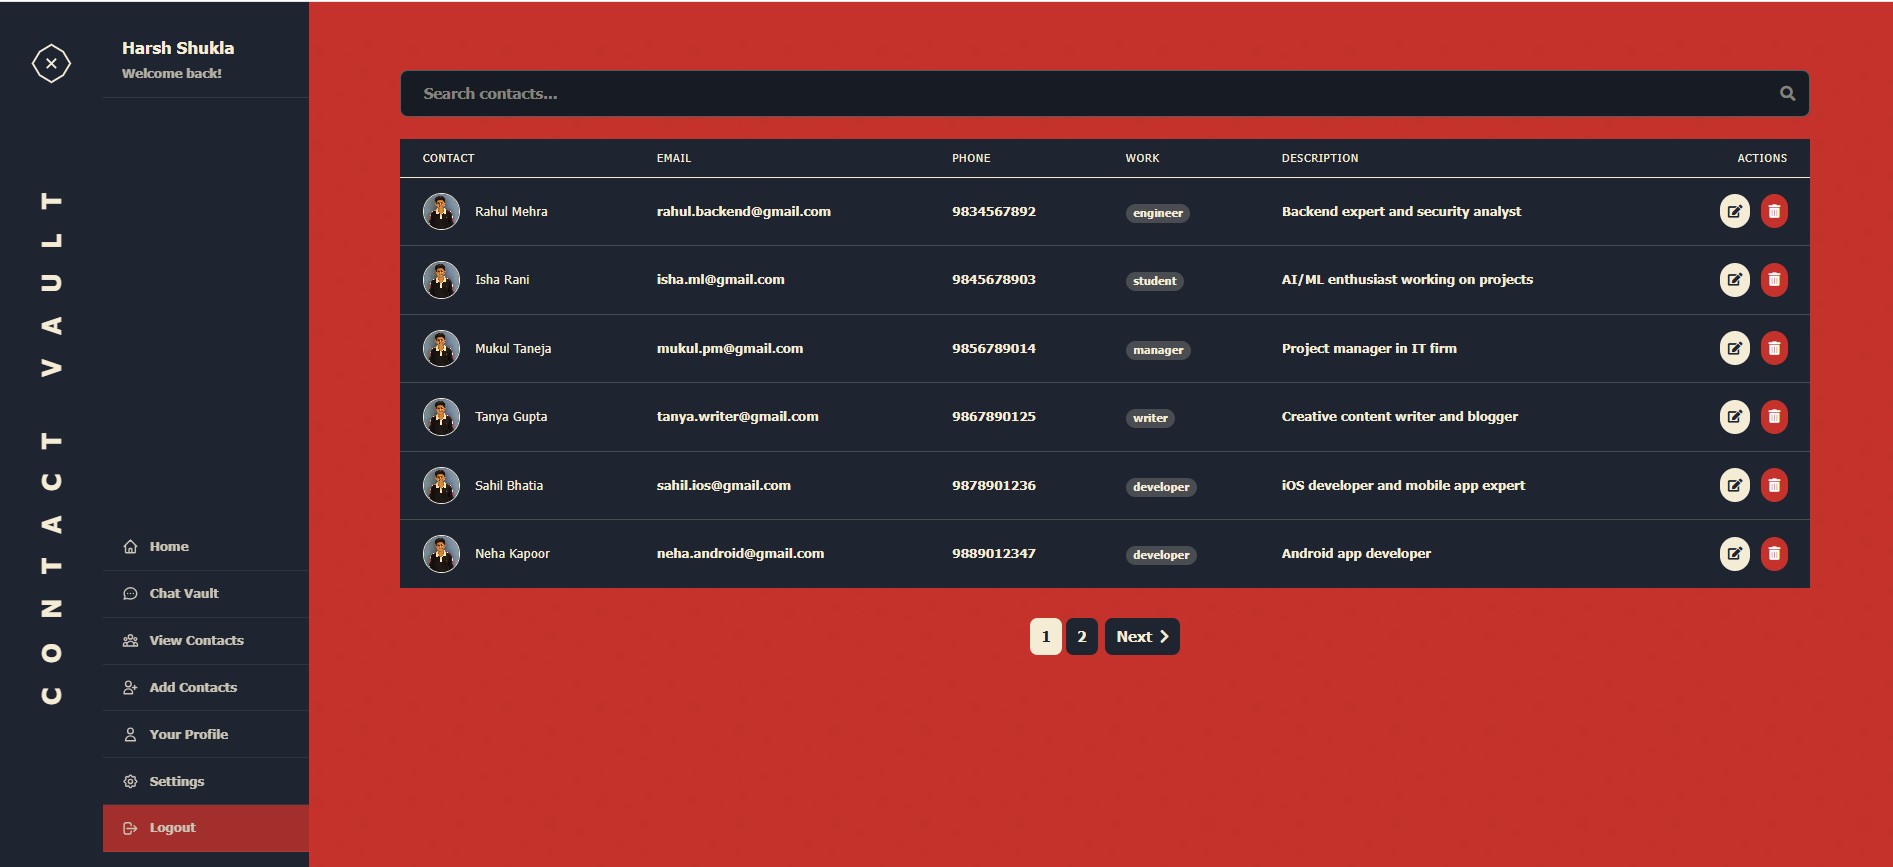 CONTACT VAULT
Harsh Shukla
Welcome back!
Home
Chat Vault
View Contacts
Add Contacts
Your Profile
Settings
Logout
Search contacts...
CONTACT EMAIL PHONE WORK DESCRIPTION ACTIONS
Rahul Mehra rahul.backend@gmail.com 9834567892 engineer Backend expert and security analyst
Isha Rani isha.ml@gmail.com 9845678903 student AI/ML enthusiast working on projects
Mukul Taneja mukul.pm@gmail.com 9856789014 manager Project manager in IT firm
Tanya Gupta tanya.writer@gmail.com 9867890125 writer Creative content writer and blogger
Sahil Bhatia sahil.ios@gmail.com 9878901236 developer iOS developer and mobile app expert
Neha Kapoor neha.android@gmail.com 9889012347 developer Android app developer
1 2 Next